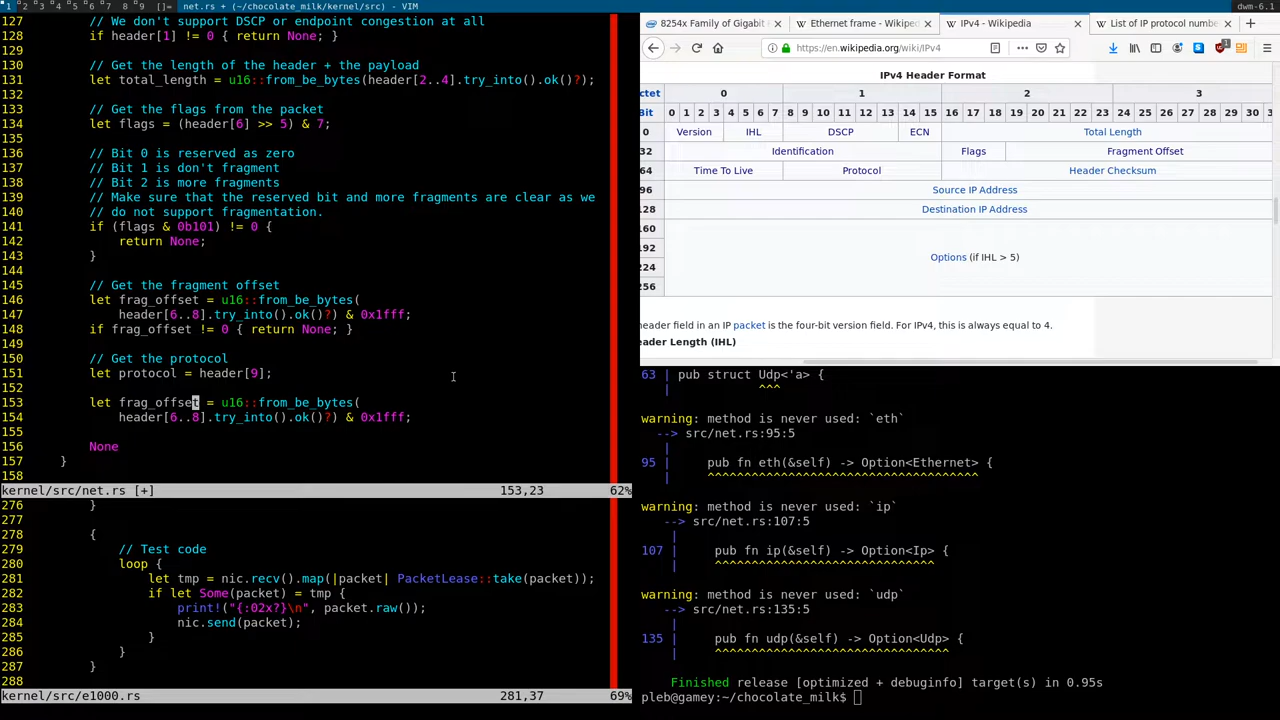 1 2 3 4 5 6 7 8 9 []= net.rs + (~/chocolate_milk/kernel/src) - VIM dwm-6.1
127 // We don't support DSCP or endpoint congestion at all
128 if header[1] != 0 { return None; }
129
130 // Get the length of the header + the payload
131 let total_length = u16::from_be_bytes(header[2..4].try_into().ok()?);
132
133 // Get the flags from the packet
134 let flags = (header[6] >> 5) & 7;
135
136 // Bit 0 is reserved as zero
137 // Bit 1 is don't fragment
138 // Bit 2 is more fragments
139 // Make sure that the reserved bit and more fragments are clear as we
140 // do not support fragmentation.
141 if (flags & 0b101) != 0 {
142 return None;
143 }
144
145 // Get the fragment offset
146 let frag_offset = u16::from_be_bytes(
147 header[6..8].try_into().ok()?) & 0x1fff;
148 if frag_offset != 0 { return None; }
149
150 // Get the protocol
151 let protocol = header[9];
152
153 let frag_offset = u16::from_be_bytes(
154 header[6..8].try_into().ok()?) & 0x1fff;
155
156 None
157 }
158
kernel/src/net.rs [+] 153,23 62%
276 }
277
278 {
279 // Test code
280 loop {
281 let tmp = nic.recv().map(|packet| PacketLease::take(packet));
282 if let Some(packet) = tmp {
283 print!("{:02x?}\n", packet.raw());
284 nic.send(packet);
285 }
286 }
287 }
288
kernel/src/e1000.rs 281,37 69%
8254x Family of Gigabit Ethernet frame - Wikiped IPv4 - Wikipedia List of IP protocol numbe
https://en.wikipedia.org/wiki/IPv4
IPv4 Header Format
ctet 0 1 2 3
Bit 0 1 2 3 4 5 6 7 8 9 10 11 12 13 14 15 16 17 18 19 20 21 22 23 24 25 26 27 28 29 30 3
0 Version IHL DSCP ECN Total Length
32 Identification Flags Fragment Offset
64 Time To Live Protocol Header Checksum
96 Source IP Address
128 Destination IP Address
160
192
Options (if IHL > 5)
224
256
header field in an IP packet is the four-bit version field. For IPv4, this is always equal to 4.
eader Length (IHL)
63 | pub struct Udp<'a> {
| ^^^
warning: method is never used: `eth`
--> src/net.rs:95:5
|
95 | pub fn eth(&self) -> Option<Ethernet> {
| ^^^^^^^^^^^^^^^^^^^^^^^^^^^^^^^^^^^^^
warning: method is never used: `ip`
--> src/net.rs:107:5
|
107 | pub fn ip(&self) -> Option<Ip> {
| ^^^^^^^^^^^^^^^^^^^^^^^^^^^^^^
warning: method is never used: `udp`
--> src/net.rs:135:5
|
135 | pub fn udp(&self) -> Option<Udp> {
| ^^^^^^^^^^^^^^^^^^^^^^^^^^^^^^^^
Finished release [optimized + debuginfo] target(s) in 0.95s
pleb@gamey:~/chocolate_milk$